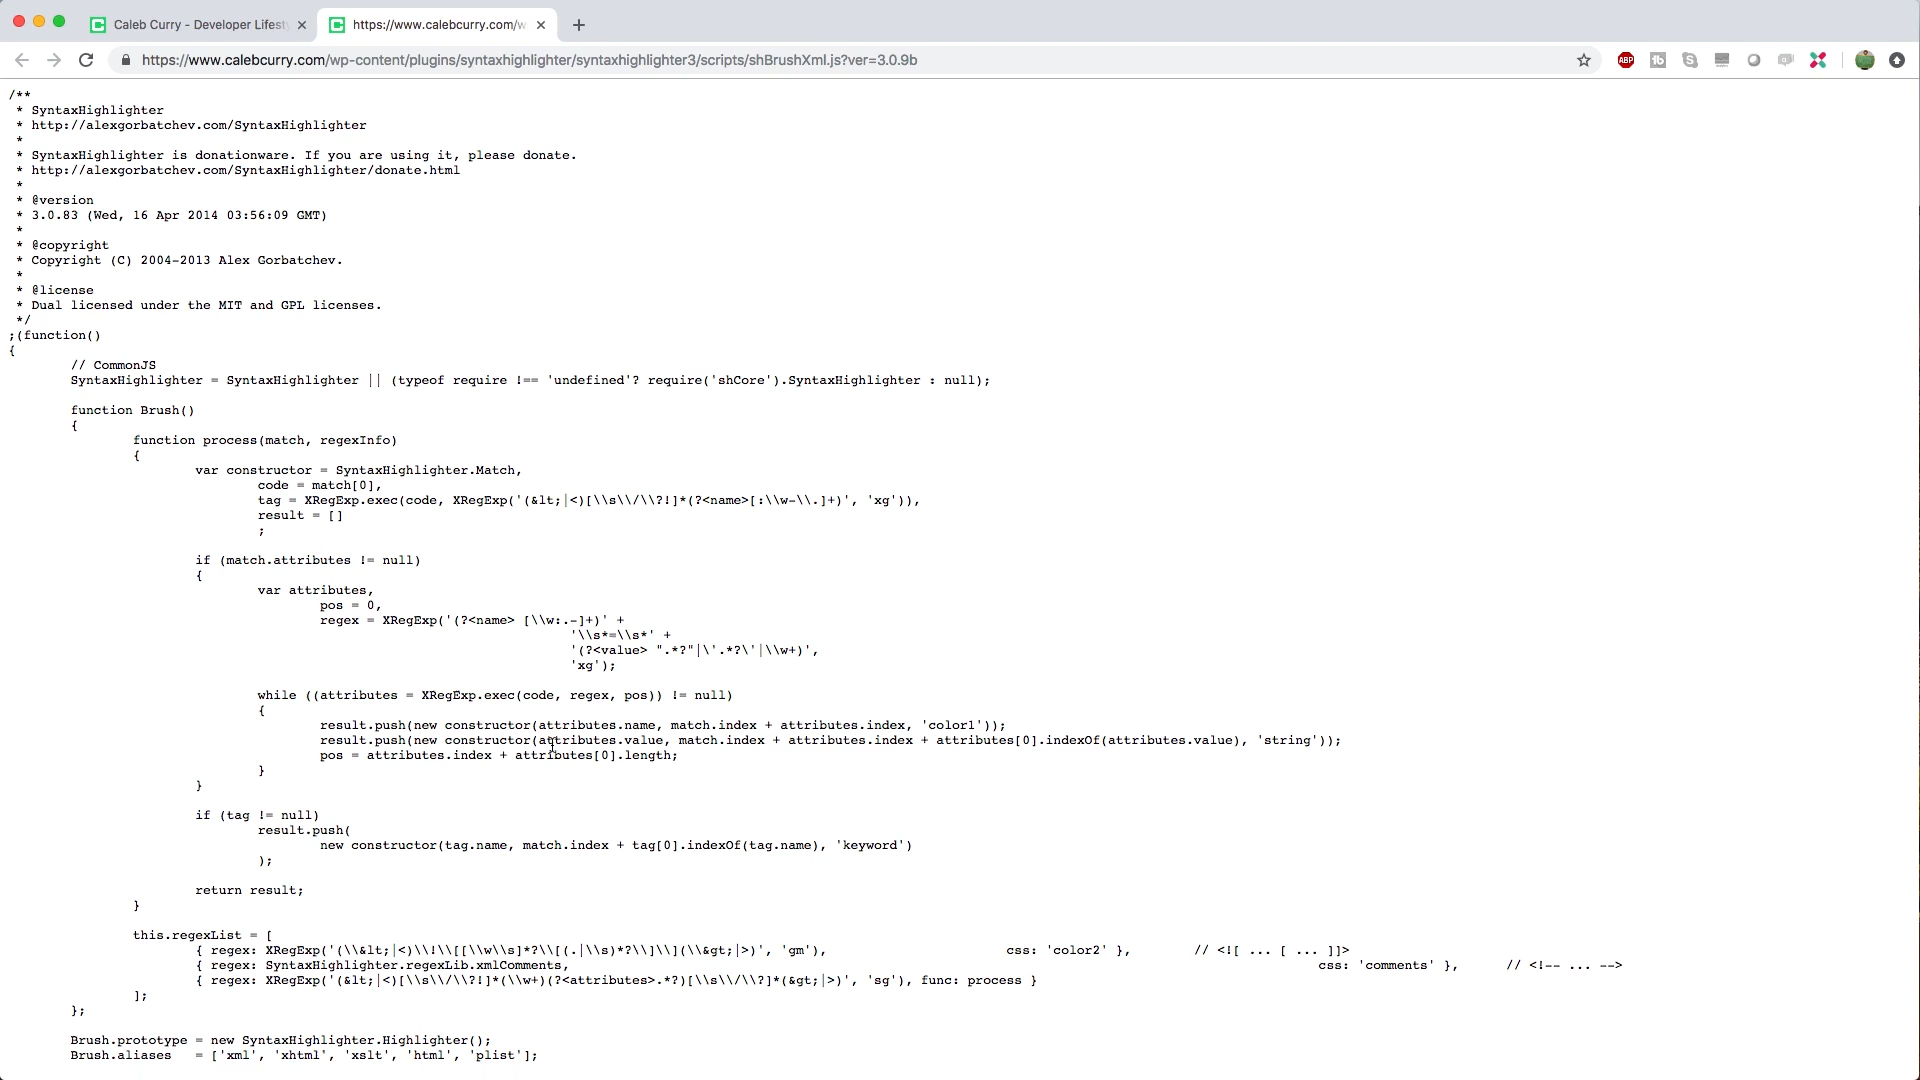 Caleb Curry - Developer Lifest
https://www.calebcurry.com/w
https://www.calebcurry.com/wp-content/plugins/syntaxhighlighter/syntaxhighlighter3/scripts/shBrushXml.js?ver=3.0.9b
ABP
/**
 * SyntaxHighlighter
 * http://alexgorbatchev.com/SyntaxHighlighter
 *
 * SyntaxHighlighter is donationware. If you are using it, please donate.
 * http://alexgorbatchev.com/SyntaxHighlighter/donate.html
 *
 * @version
 * 3.0.83 (Wed, 16 Apr 2014 03:56:09 GMT)
 *
 * @copyright
 * Copyright (C) 2004-2013 Alex Gorbatchev.
 *
 * @license
 * Dual licensed under the MIT and GPL licenses.
 */
;(function()
{
	// CommonJS
	SyntaxHighlighter = SyntaxHighlighter || (typeof require !== 'undefined'? require('shCore').SyntaxHighlighter : null);

	function Brush()
	{
		function process(match, regexInfo)
		{
			var constructor = SyntaxHighlighter.Match,
				code = match[0],
				tag = XRegExp.exec(code, XRegExp('(&lt;|<)[\\s\\/\\?!]*(?<name>[:\\w-\\.]+)', 'xg')),
				result = []
				;

			if (match.attributes != null)
			{
				var attributes,
					pos = 0,
					regex = XRegExp('(?<name> [\\w:.-]+)' +
									'\\s*=\\s*' +
									'(?<value> ".*?"|\'.*?\'|\\w+)',
									'xg');

				while ((attributes = XRegExp.exec(code, regex, pos)) != null)
				{
					result.push(new constructor(attributes.name, match.index + attributes.index, 'color1'));
					result.push(new constructor(attributes.value, match.index + attributes.index + attributes[0].indexOf(attributes.value), 'string'));
					pos = attributes.index + attributes[0].length;
				}
			}

			if (tag != null)
				result.push(
					new constructor(tag.name, match.index + tag[0].indexOf(tag.name), 'keyword')
				);

			return result;
		}

		this.regexList = [
			{ regex: XRegExp('(\\&lt;|<)\\!\\[[\\w\\s]*?\\[(.|\\s)*?\\]\\](\\&gt;|>)', 'gm'),			css: 'color2' },	// <![ ... [ ... ]]>
			{ regex: SyntaxHighlighter.regexLib.xmlComments,												css: 'comments' },	// <!-- ... -->
			{ regex: XRegExp('(&lt;|<)[\\s\\/\\?!]*(\\w+)(?<attributes>.*?)[\\s\\/\\?]*(&gt;|>)', 'sg'), func: process }
		];
	};

	Brush.prototype = new SyntaxHighlighter.Highlighter();
	Brush.aliases	= ['xml', 'xhtml', 'xslt', 'html', 'plist'];